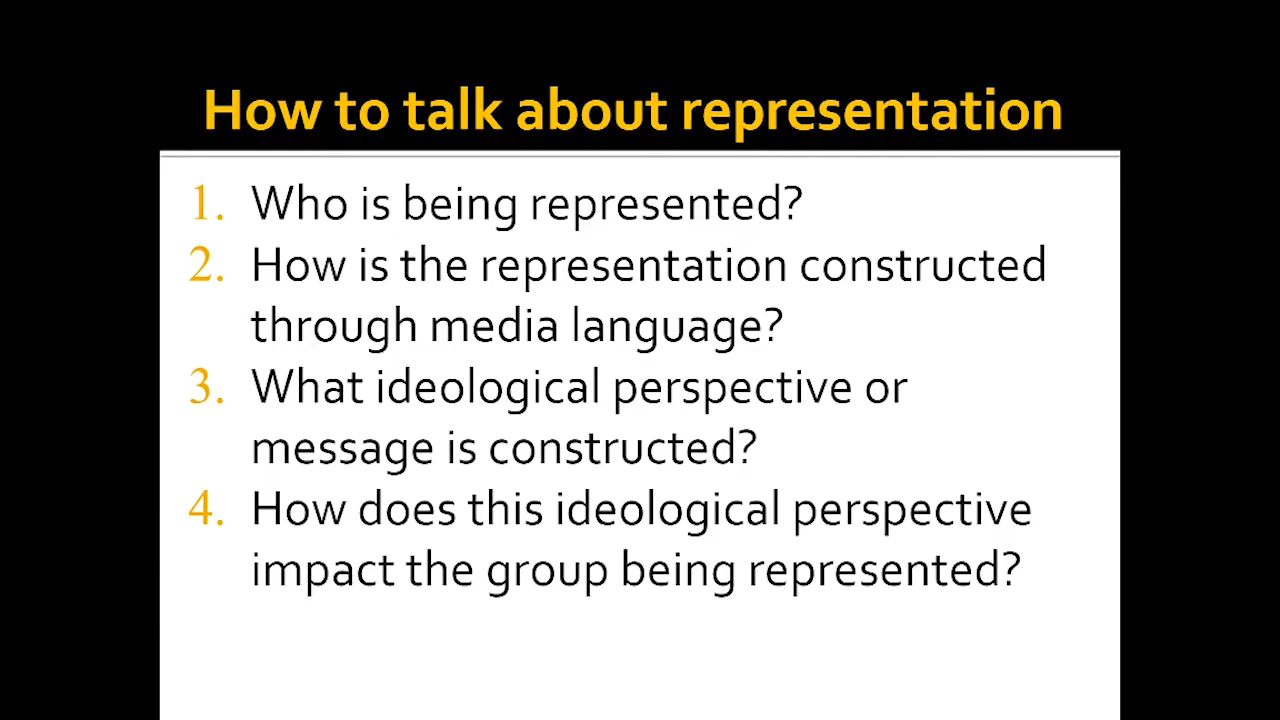 How to talk about representation
1. Who is being represented?
2. How is the representation constructed
through media language?
3. What ideological perspective or
message is constructed?
4. How does this ideological perspective
impact the group being represented?